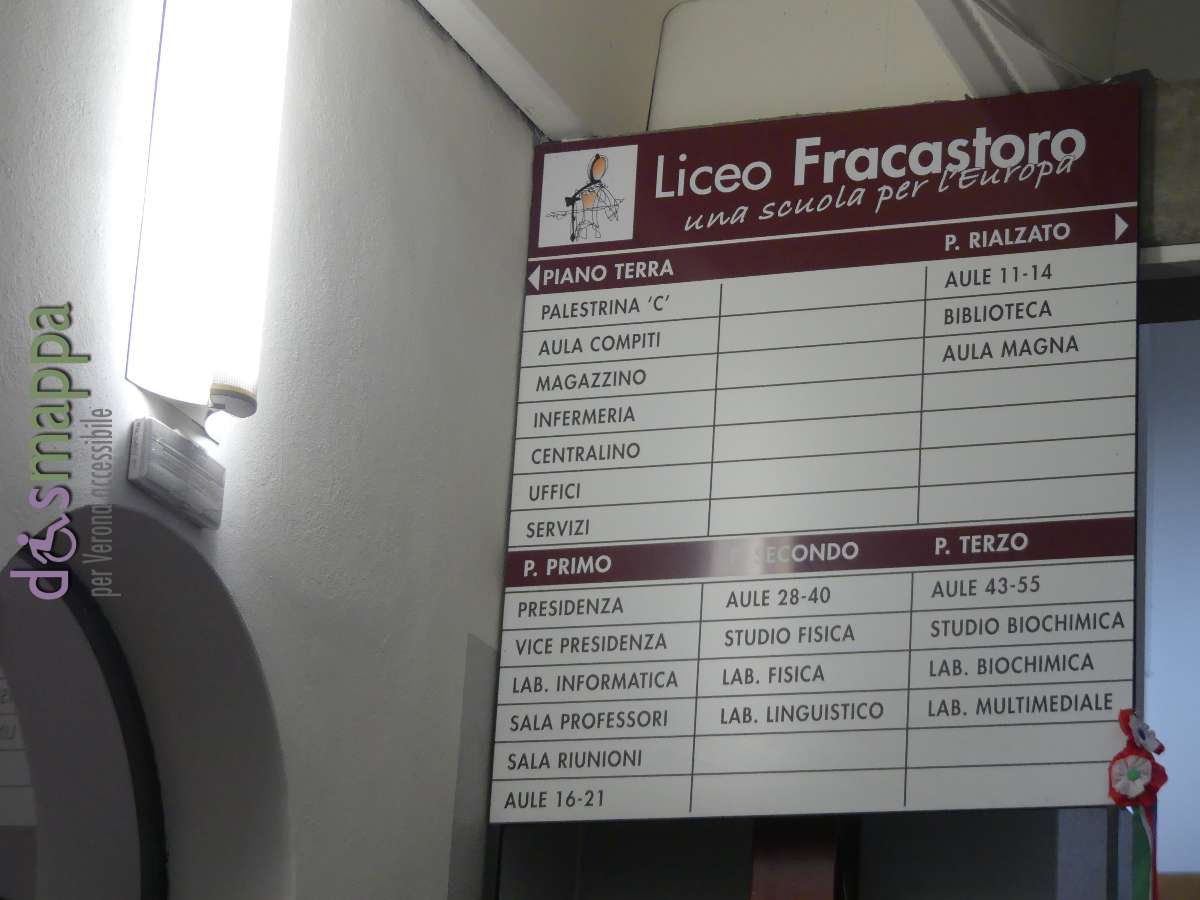 Liceo Fracastoro
una scuola per l'Europa
PIANO TERRA
P. RIALZATO
PALESTRINA 'C'
AULE 11-14
AULA COMPITI
BIBLIOTECA
MAGAZZINO
AULA MAGNA
INFERMERIA
CENTRALINO
UFFICI
SERVIZI
P. PRIMO
P. SECONDO
P. TERZO
PRESIDENZA
AULE 28-40
AULE 43-55
VICE PRESIDENZA
STUDIO FISICA
STUDIO BIOCHIMICA
LAB. INFORMATICA
LAB. FISICA
LAB. BIOCHIMICA
SALA PROFESSORI
LAB. LINGUISTICO
LAB. MULTIMEDIALE
SALA RIUNIONI
AULE 16-21
dismappa
per Verona accessibile